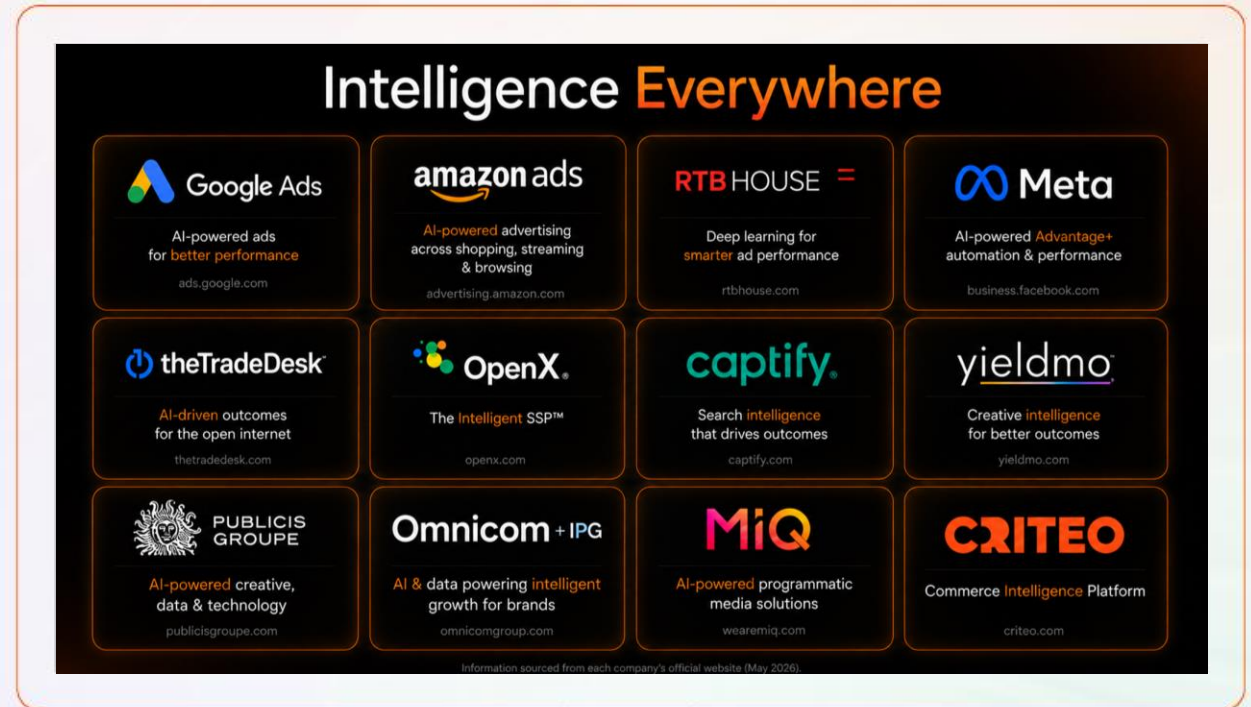 Intelligence Everywhere
Google Ads
AI-powered ads
for better performance
ads.google.com
amazon ads
AI-powered advertising
across shopping, streaming
& browsing
advertising.amazon.com
RTB HOUSE
Deep learning for
smarter ad performance
rtbhouse.com
Meta
AI-powered Advantage+
automation & performance
business.facebook.com
theTradeDesk
AI-driven outcomes
for the open internet
thetradedesk.com
OpenX®
The Intelligent SSP™
openx.com
captify®
Search intelligence
that drives outcomes
captify.com
yieldmo
Creative intelligence
for better outcomes
yieldmo.com
PUBLICIS
GROUPE
AI-powered creative,
data & technology
publicisgroupe.com
Omnicom + IPG
AI & data powering intelligent
growth for brands
omnicomgroup.com
MiQ
AI-powered programmatic
media solutions
wearemiq.com
CRITEO
Commerce Intelligence Platform
criteo.com
Information sourced from each company's official website (May 2026).